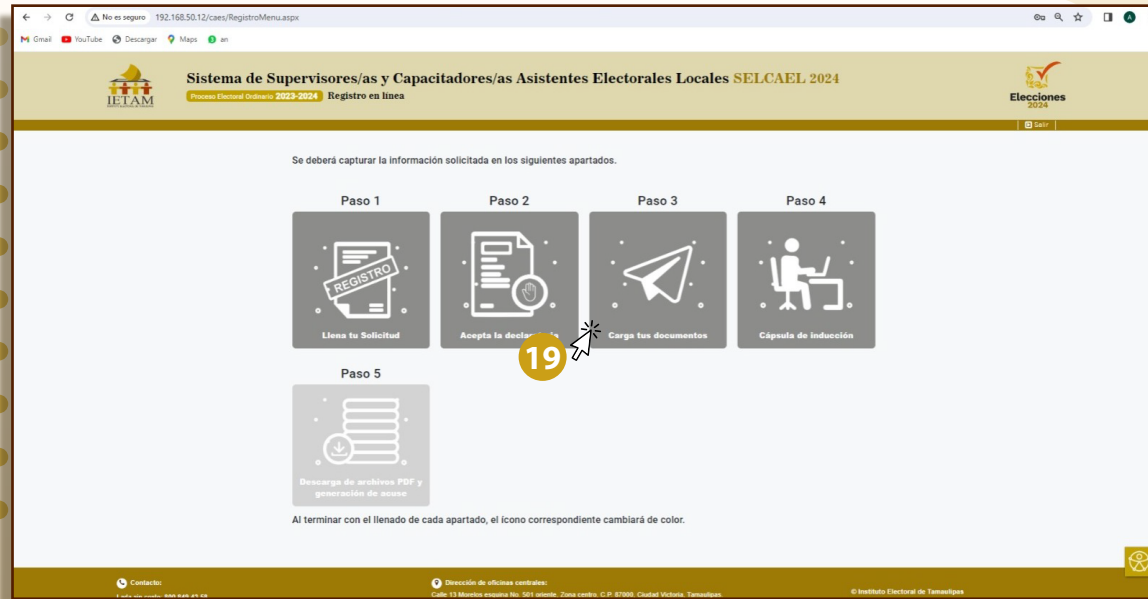 No es seguro 192.168.50.12/caes/RegistroMenu.aspx
A
Gmail YouTube Descargar Maps an
IETAM
Sistema de Supervisores/as y Capacitadores/as Asistentes Electorales Locales SELCAEL 2024
Proceso Electoral Ordinario 2023-2024 Registro en línea
Elecciones
2024
Salir
Se deberá capturar la información solicitada en los siguientes apartados.
Paso 1 Paso 2 Paso 3 Paso 4
REGISTRO
Llena tu Solicitud Acepta la Carga tus documentos Cápsula de inducción
19
Paso 5
Descarga de archivos PDF y
generación de acuse
Al terminar con el llenado de cada apartado, el ícono correspondiente cambiará de color.
Contacto: Dirección de oficinas centrales:
Calle 13 Morelos esquina No. 501 oriente. Zona centro. C.P. 87000. Ciudad Victoria, Tamaulipas.
© Instituto Electoral de Tamaulipas